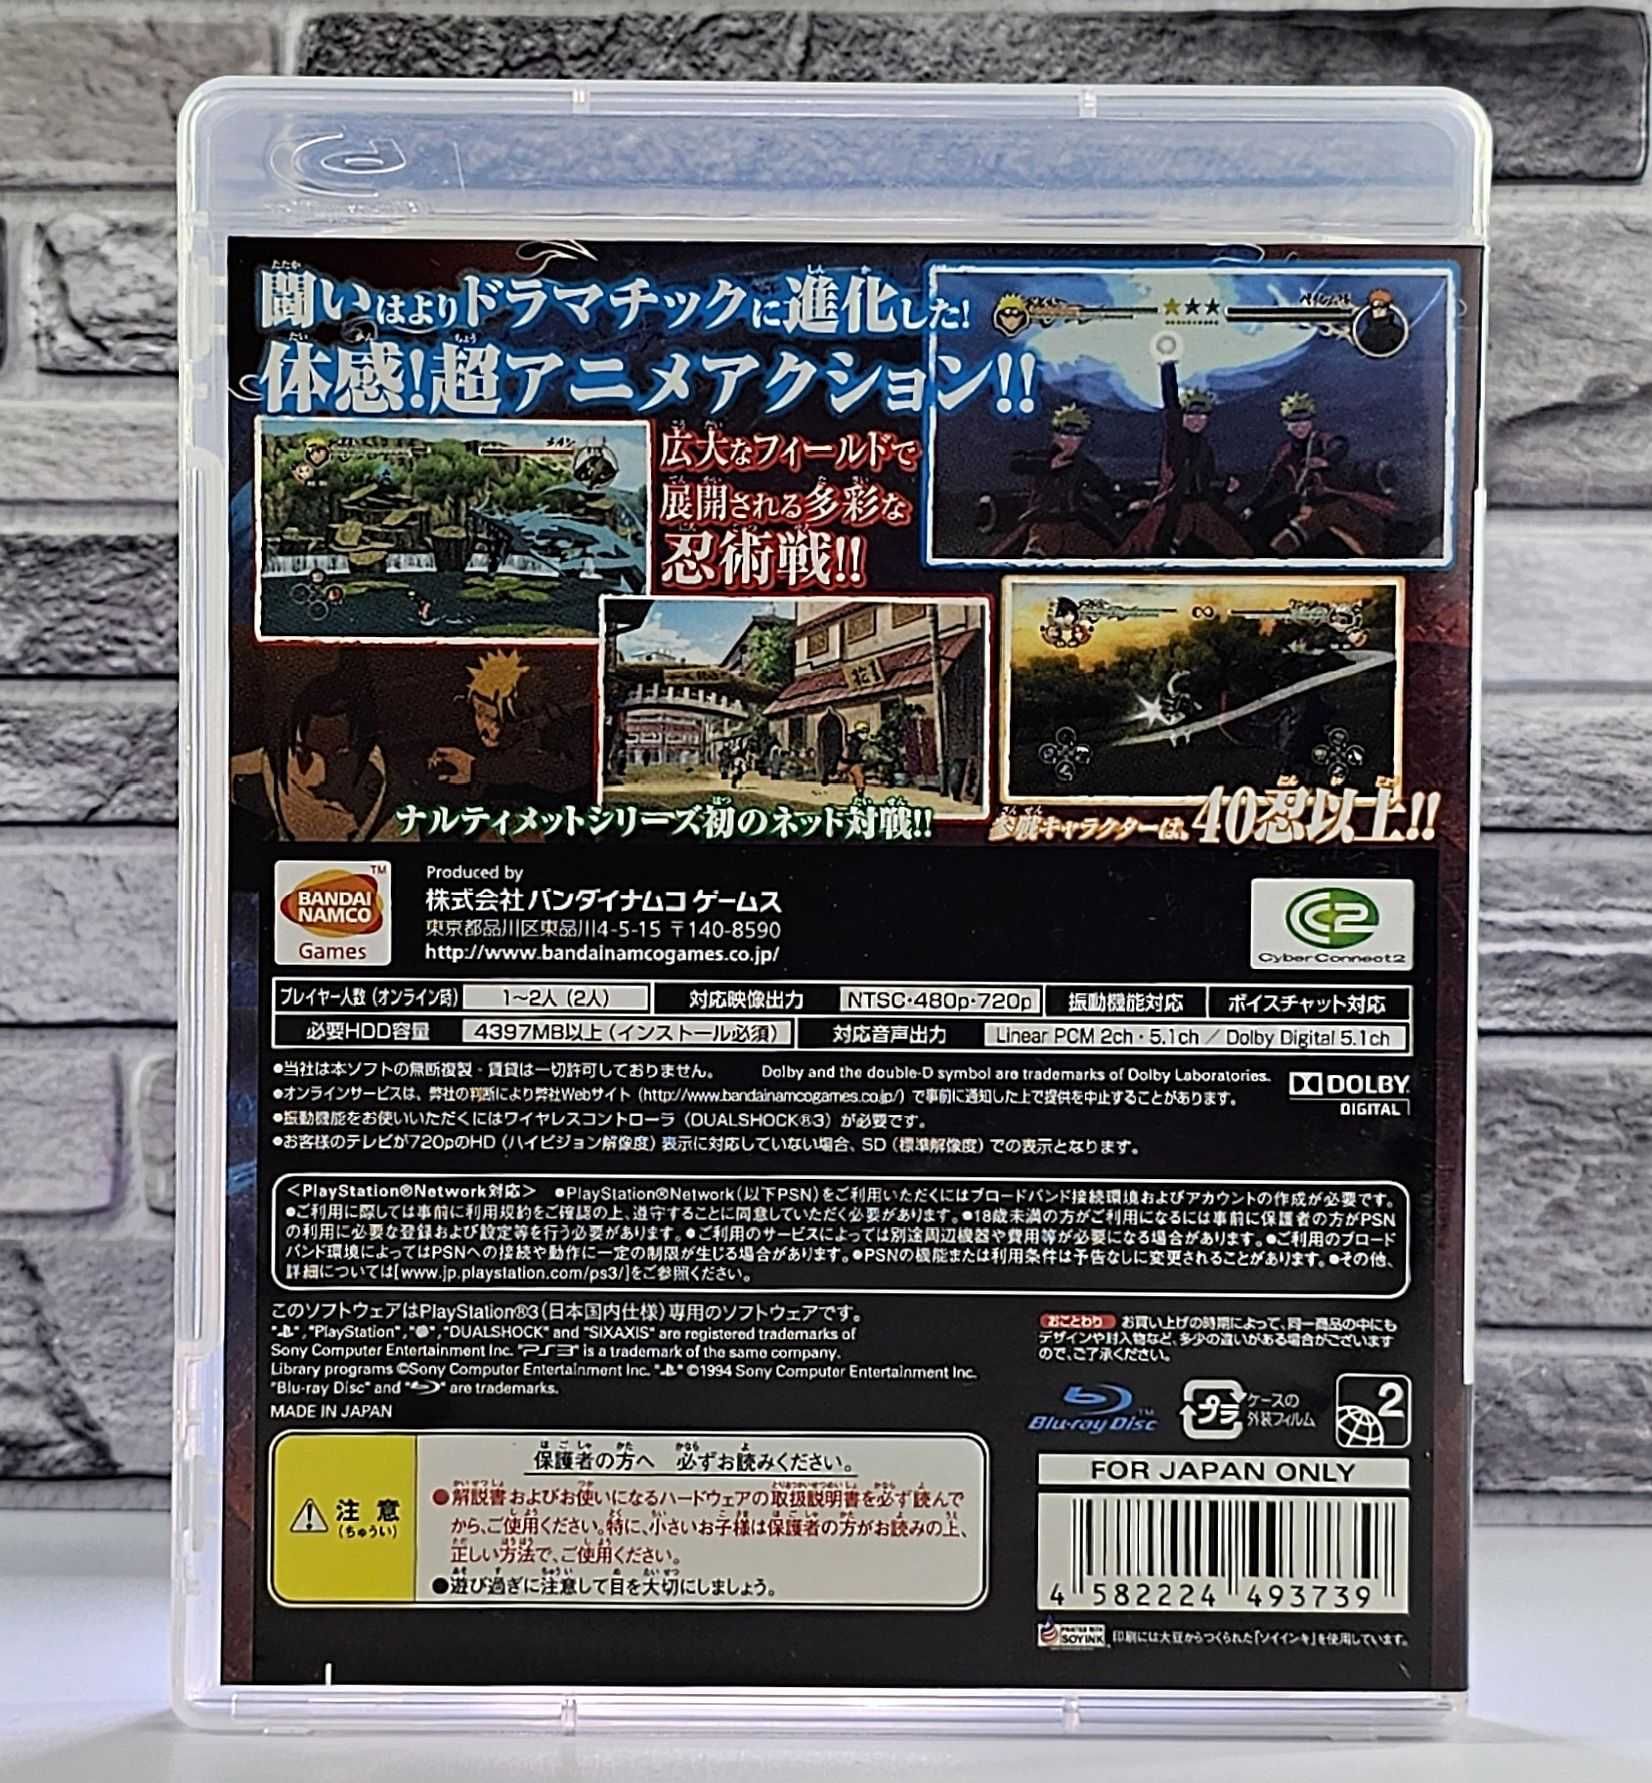 闘いはよりドラマチックに進化した!
体感!超アニメアクション!!
広大なフィールドで
展開される多彩な
忍術戦!!
ナルティメットシリーズ初のネット対戦!!
参戦キャラクターは、40忍以上!!
BANDAI
NAMCO
Games
Produced by
株式会社 バンダイナムコ ゲームス
東京都品川区東品川4-5-15 〒140-8590
http://www.bandainamcogames.co.jp/
CyberConnect2
プレイヤー人数(オンライン時) 1~2人(2人) 対応映像出力 NTSC・480p・720p 振動機能対応 ボイスチャット対応
必要HDD容量 4397MB以上(インストール必須) 対応音声出力 Linear PCM 2ch・5.1ch / Dolby Digital 5.1ch
●当社は本ソフトの無断複製・賃貸は一切許可しておりません。 Dolby and the double-D symbol are trademarks of Dolby Laboratories.
●オンラインサービスは、弊社の判断により弊社Webサイト(http://www.bandainamcogames.co.jp/)で事前に通知した上で提供を中止することがあります。
●振動機能をお使いいただくにはワイヤレスコントローラ(DUALSHOCK®3)が必要です。
●お客様のテレビが720pのHD(ハイビジョン解像度)表示に対応していない場合、SD(標準解像度)での表示となります。
DOLBY
DIGITAL
<PlayStation®Network対応> ●PlayStation®Network(以下PSN)をご利用いただくにはブロードバンド接続環境およびアカウントの作成が必要です。
●ご利用に際しては事前に利用規約をご確認の上、遵守することに同意していただく必要があります。●18歳未満の方がご利用になるには事前に保護者の方がPSN
の利用に必要な登録および設定等を行う必要があります。●ご利用のサービスによっては別途周辺機器や費用等が必要になる場合があります。●ご利用のブロード
バンド環境によってはPSNへの接続や動作に一定の制限が生じる場合があります。●PSNの機能または利用条件は予告なしに変更されることがあります。●その他、
詳細については[www.jp.playstation.com/ps3/]をご参照ください。
このソフトウェアはPlayStation®3(日本国内仕様)専用のソフトウェアです。
"PlayStation", "DUALSHOCK" and "SIXAXIS" are registered trademarks of
Sony Computer Entertainment Inc. "PS3" is a trademark of the same company.
Library programs ©Sony Computer Entertainment Inc. ©1994 Sony Computer Entertainment Inc.
"Blu-ray Disc" and are trademarks.
MADE IN JAPAN
おことわり お買い上げの時期によって、同一商品の中にも
デザインや封入物など、多少の違いがある場合がございます
ので、ご了承ください。
Blu-ray Disc™
プラ
ケースの
外装フィルム
2
FOR JAPAN ONLY
4 582224 493739
PRINTED WITH
SOY INK
印刷には大豆からつくられた「ソイインキ」を使用しています。
注意
(ちゅうい)
保護者の方へ 必ずお読みください。
●解説書およびお使いになるハードウェアの取扱説明書を必ず読んで
から、ご使用ください。特に、小さいお子様は保護者の方がお読みの上、
正しい方法で、ご使用ください。
●遊び過ぎに注意して目を大切にしましょう。